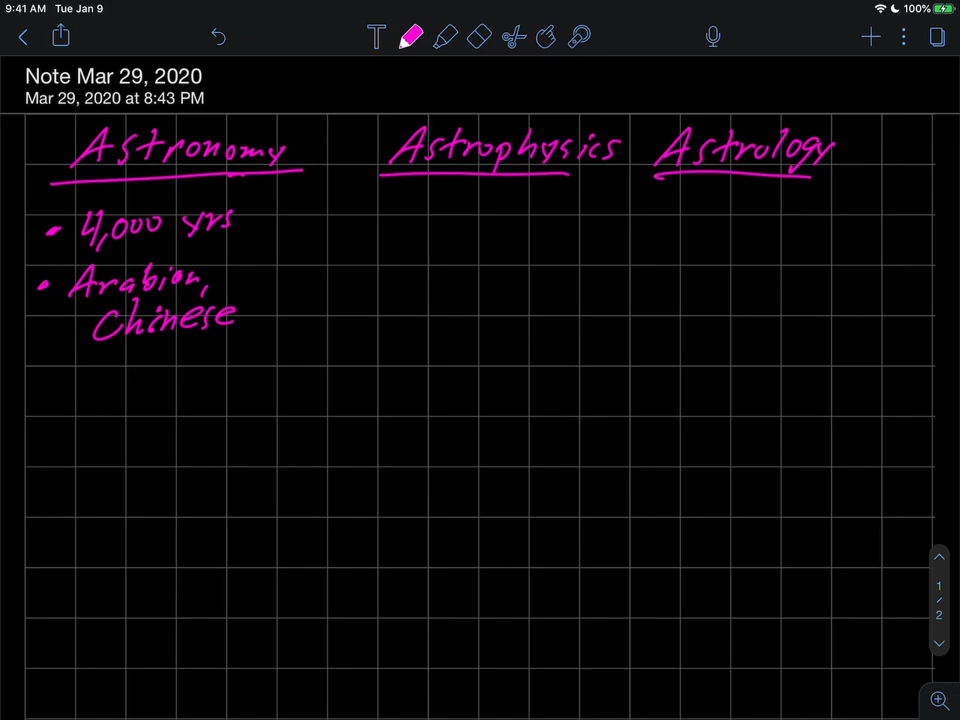 9:41 AM Tue Jan 9
100%
Note Mar 29, 2020
Mar 29, 2020 at 8:43 PM
Astronomy Astrophysics Astrology
• 4,000 yrs
• Arabian,
Chinese
1
/
2